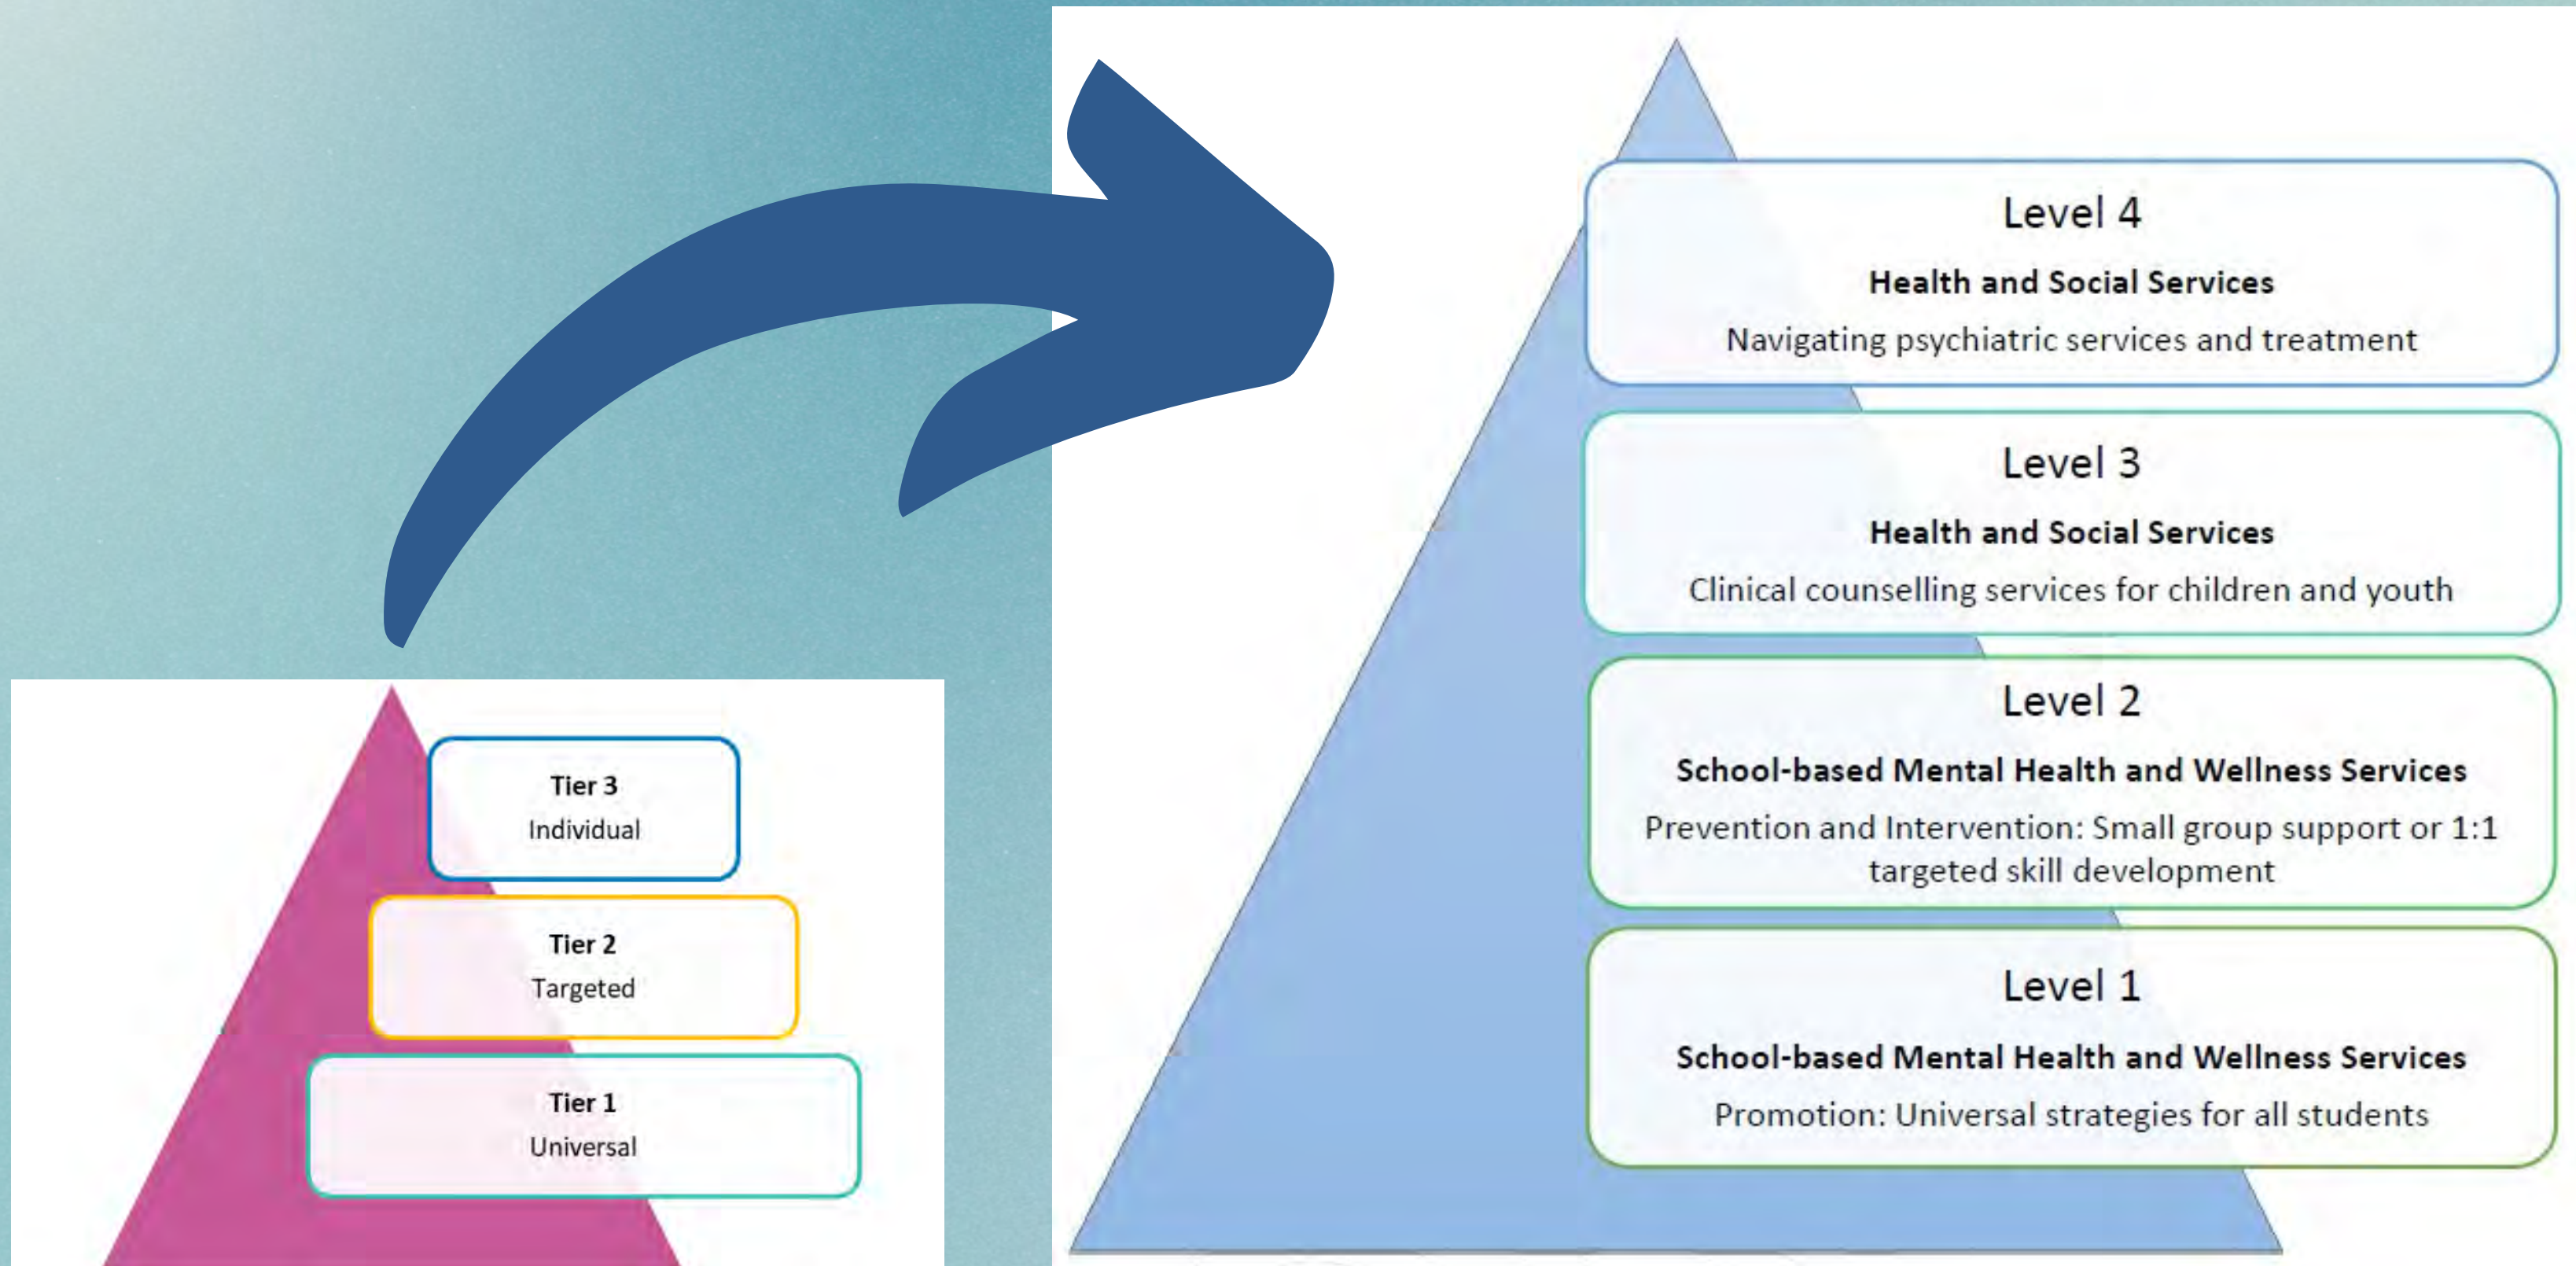 Level 4
Health and Social Services
Navigating psychiatric services and treatment
Level 3
Health and Social Services
Clinical counselling services for children and youth
Level 2
School-based Mental Health and Wellness Services
Prevention and Intervention: Small group support or 1:1
targeted skill development
Level 1
School-based Mental Health and Wellness Services
Promotion: Universal strategies for all students
Tier 3
Individual
Tier 2
Targeted
Tier 1
Universal